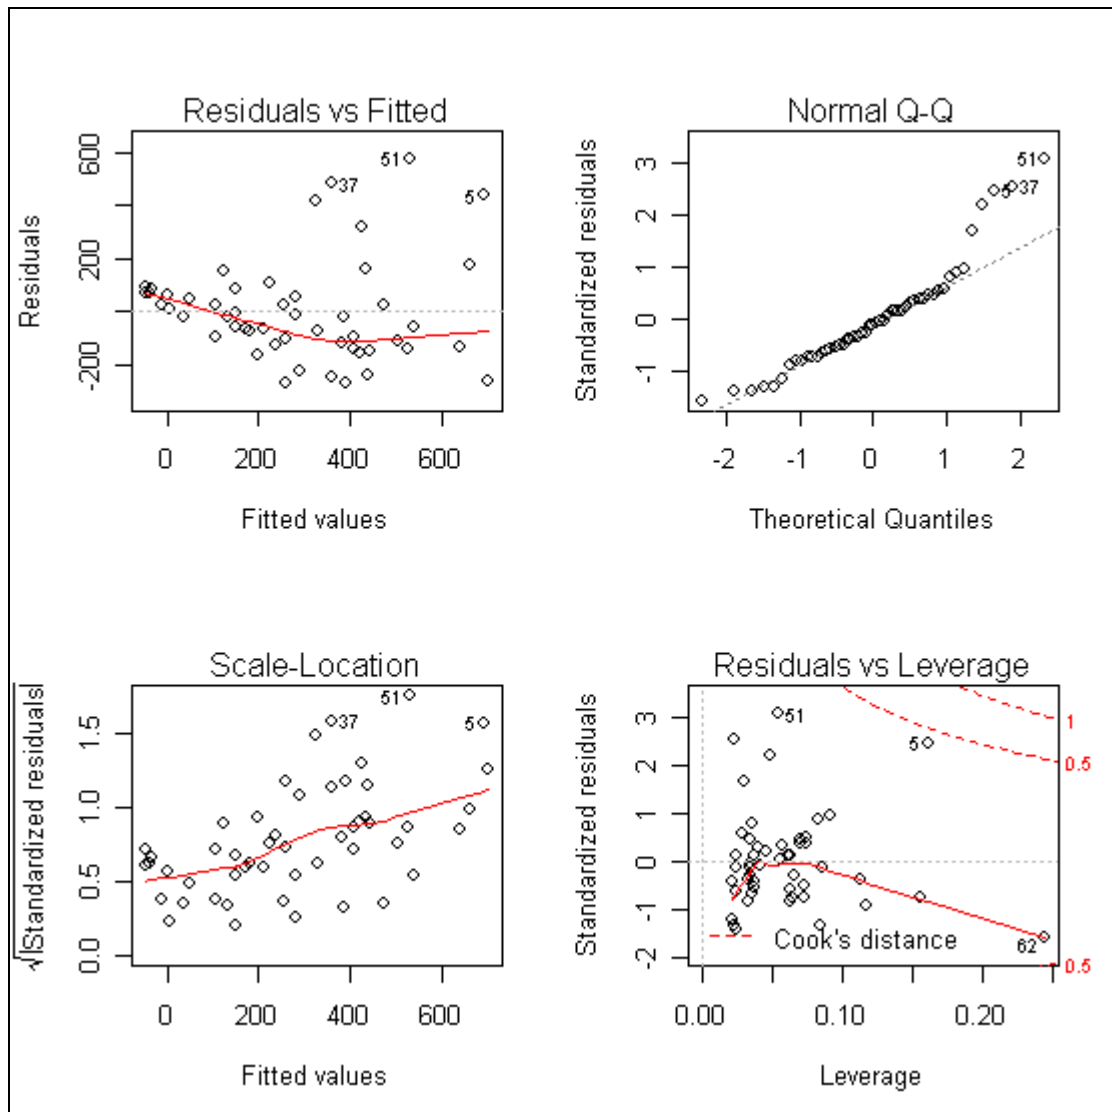 Residuals vs Fitted
Residuals
600
200
-200
51
37
5
0 200 400 600
Fitted values
Normal Q-Q
Standardized residuals
3
2
1
0
-1
51
5
37
-2 -1 0 1 2
Theoretical Quantiles
Scale-Location
√|Standardized residuals|
1.5
1.0
0.5
0.0
51
37
5
0 200 400 600
Fitted values
Residuals vs Leverage
Standardized residuals
3
2
1
0
-1
-2
51
5
1
0.5
Cook's distance
62
0.5
0.00 0.10 0.20
Leverage